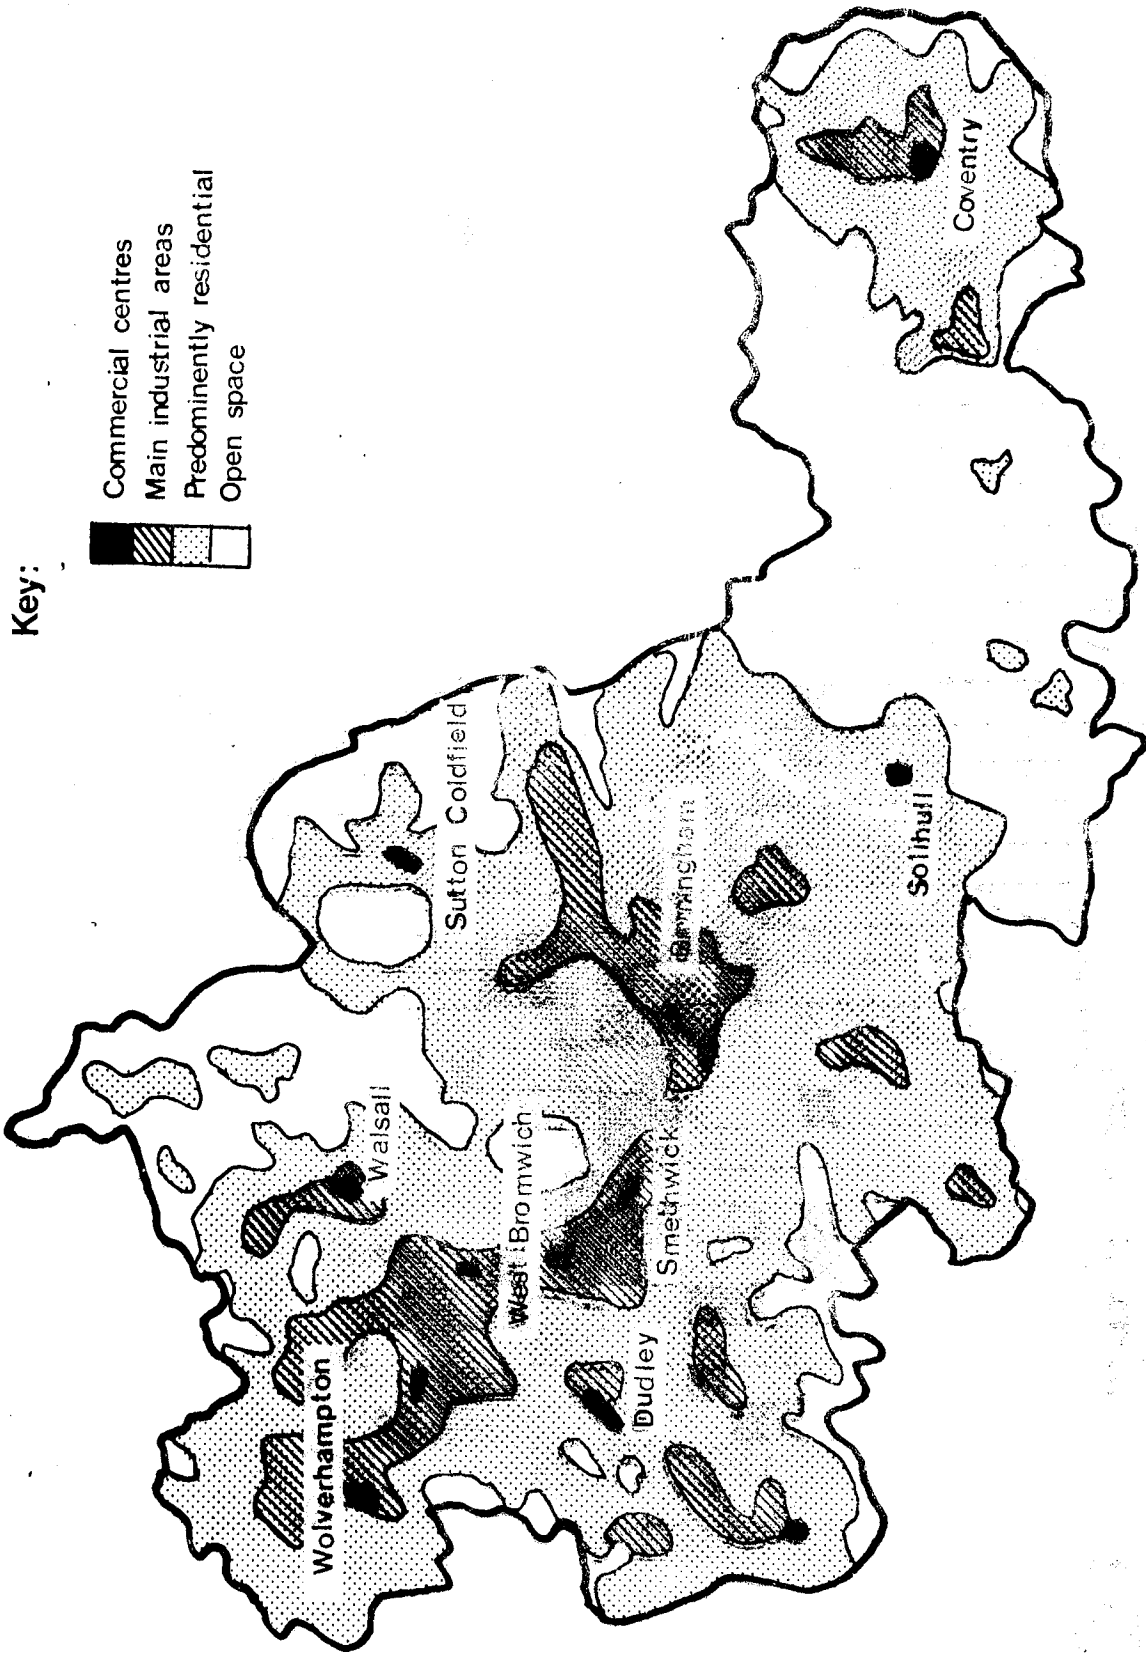 Key:
Commercial centres
Main industrial areas
Predominently residential
Open space
Wolverhampton
Walsall
Sutton Coldfield
West Bromwich
Dudley
Smethwick
Birmingham
Solihull
Coventry